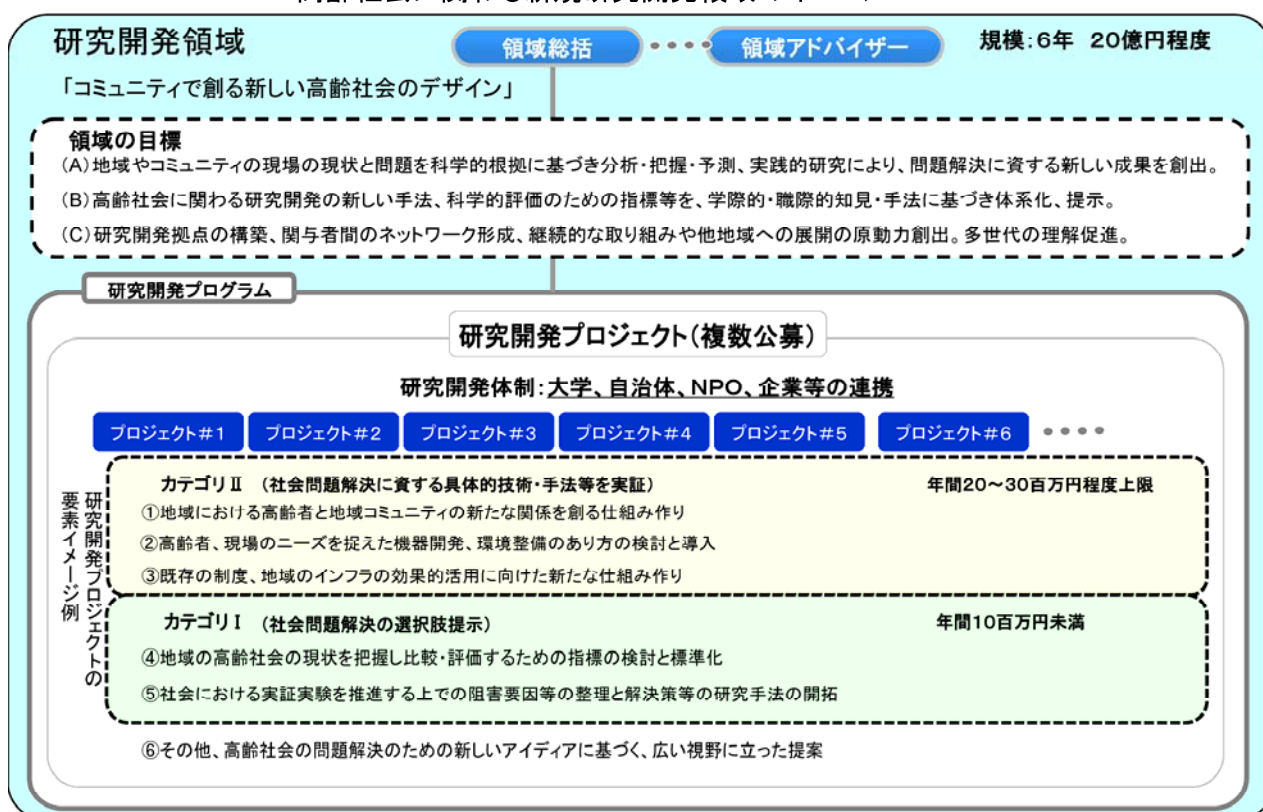 研究開発領域
領域総括
領域アドバイザー
規模:6年 20億円程度
「コミュニティで創る新しい高齢社会のデザイン」
領域の目標
(A)地域やコミュニティの現場の現状と問題を科学的根拠に基づき分析・把握・予測、実践的研究により、問題解決に資する新しい成果を創出。
(B)高齢社会に関わる研究開発の新しい手法、科学的評価のための指標等を、学際的・職際的知見・手法に基づき体系化、提示。
(C)研究開発拠点の構築、関与者間のネットワーク形成、継続的な取り組みや他地域への展開の原動力創出。多世代の理解促進。
研究開発プログラム
研究開発プロジェクト(複数公募)
研究開発体制:大学、自治体、NPO、企業等の連携
プロジェクト#1
プロジェクト#2
プロジェクト#3
プロジェクト#4
プロジェクト#5
プロジェクト#6
研究開発プロジェクトの
要素イメージ例
カテゴリⅡ (社会問題解決に資する具体的技術・手法等を実証) 年間20~30百万円程度上限
①地域における高齢者と地域コミュニティの新たな関係を創る仕組み作り
②高齢者、現場のニーズを捉えた機器開発、環境整備のあり方の検討と導入
③既存の制度、地域のインフラの効果的活用に向けた新たな仕組み作り
カテゴリⅠ (社会問題解決の選択肢提示) 年間10百万円未満
④地域の高齢社会の現状を把握し比較・評価するための指標の検討と標準化
⑤社会における実証実験を推進する上での阻害要因等の整理と解決策等の研究手法の開拓
⑥その他、高齢社会の問題解決のための新しいアイディアに基づく、広い視野に立った提案